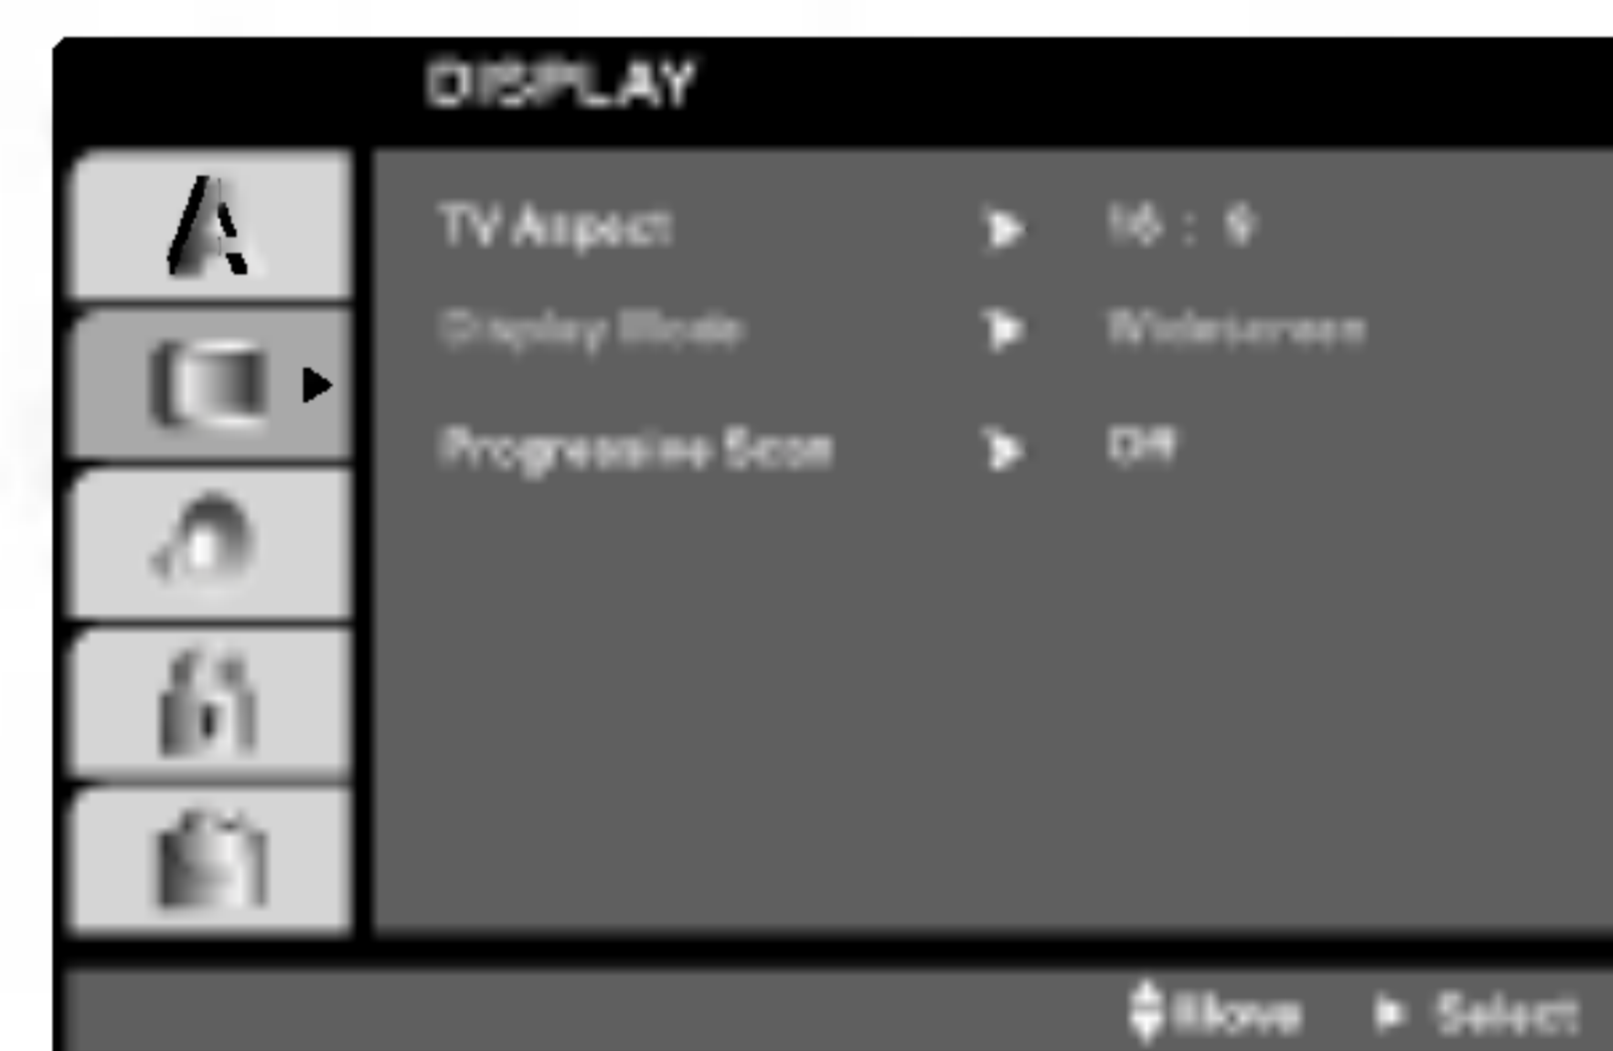 DISPLAY
TV Aspect 16 : 9
Display Mode Widescreen
Progressive Scan Off
Move Select